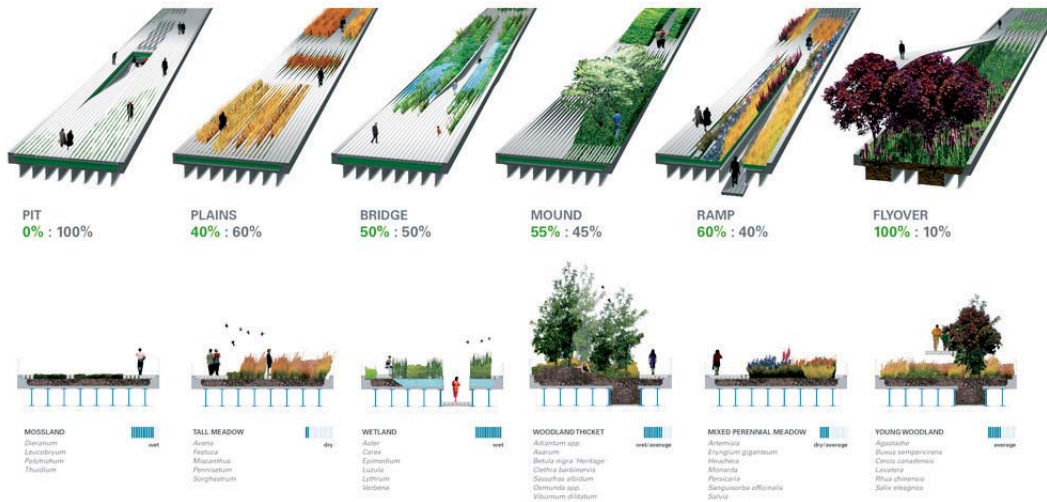 PIT
0% : 100%
PLAINS
40% : 60%
BRIDGE
50% : 50%
MOUND
55% : 45%
RAMP
60% : 40%
FLYOVER
100% : 10%
MOSSLAND
wet
Dieranum
Leucobryum
Polytrichum
Thuidium
TALL MEADOW
dry
Avena
Festuca
Miscanthus
Pennisetum
Sorghastrum
WETLAND
wet
Aster
Carex
Epimedium
Luzula
Lythrum
Verbena
WOODLAND THICKET
wet/average
Adiantum spp.
Asarum
Betula nigra 'Heritage'
Clethra barbinervis
Sassafras albidum
Osmunda spp.
Viburnum dilitatum
MIXED PERENNIAL MEADOW
dry/average
Artemisia
Eryngium giganteum
Heuchera
Monarda
Persicaria
Sanguisorba officinalis
Salvia
YOUNG WOODLAND
average
Agastache
Buxus sempervirens
Cercis canadensis
Lavatera
Rhus chinensis
Salix eleagnos